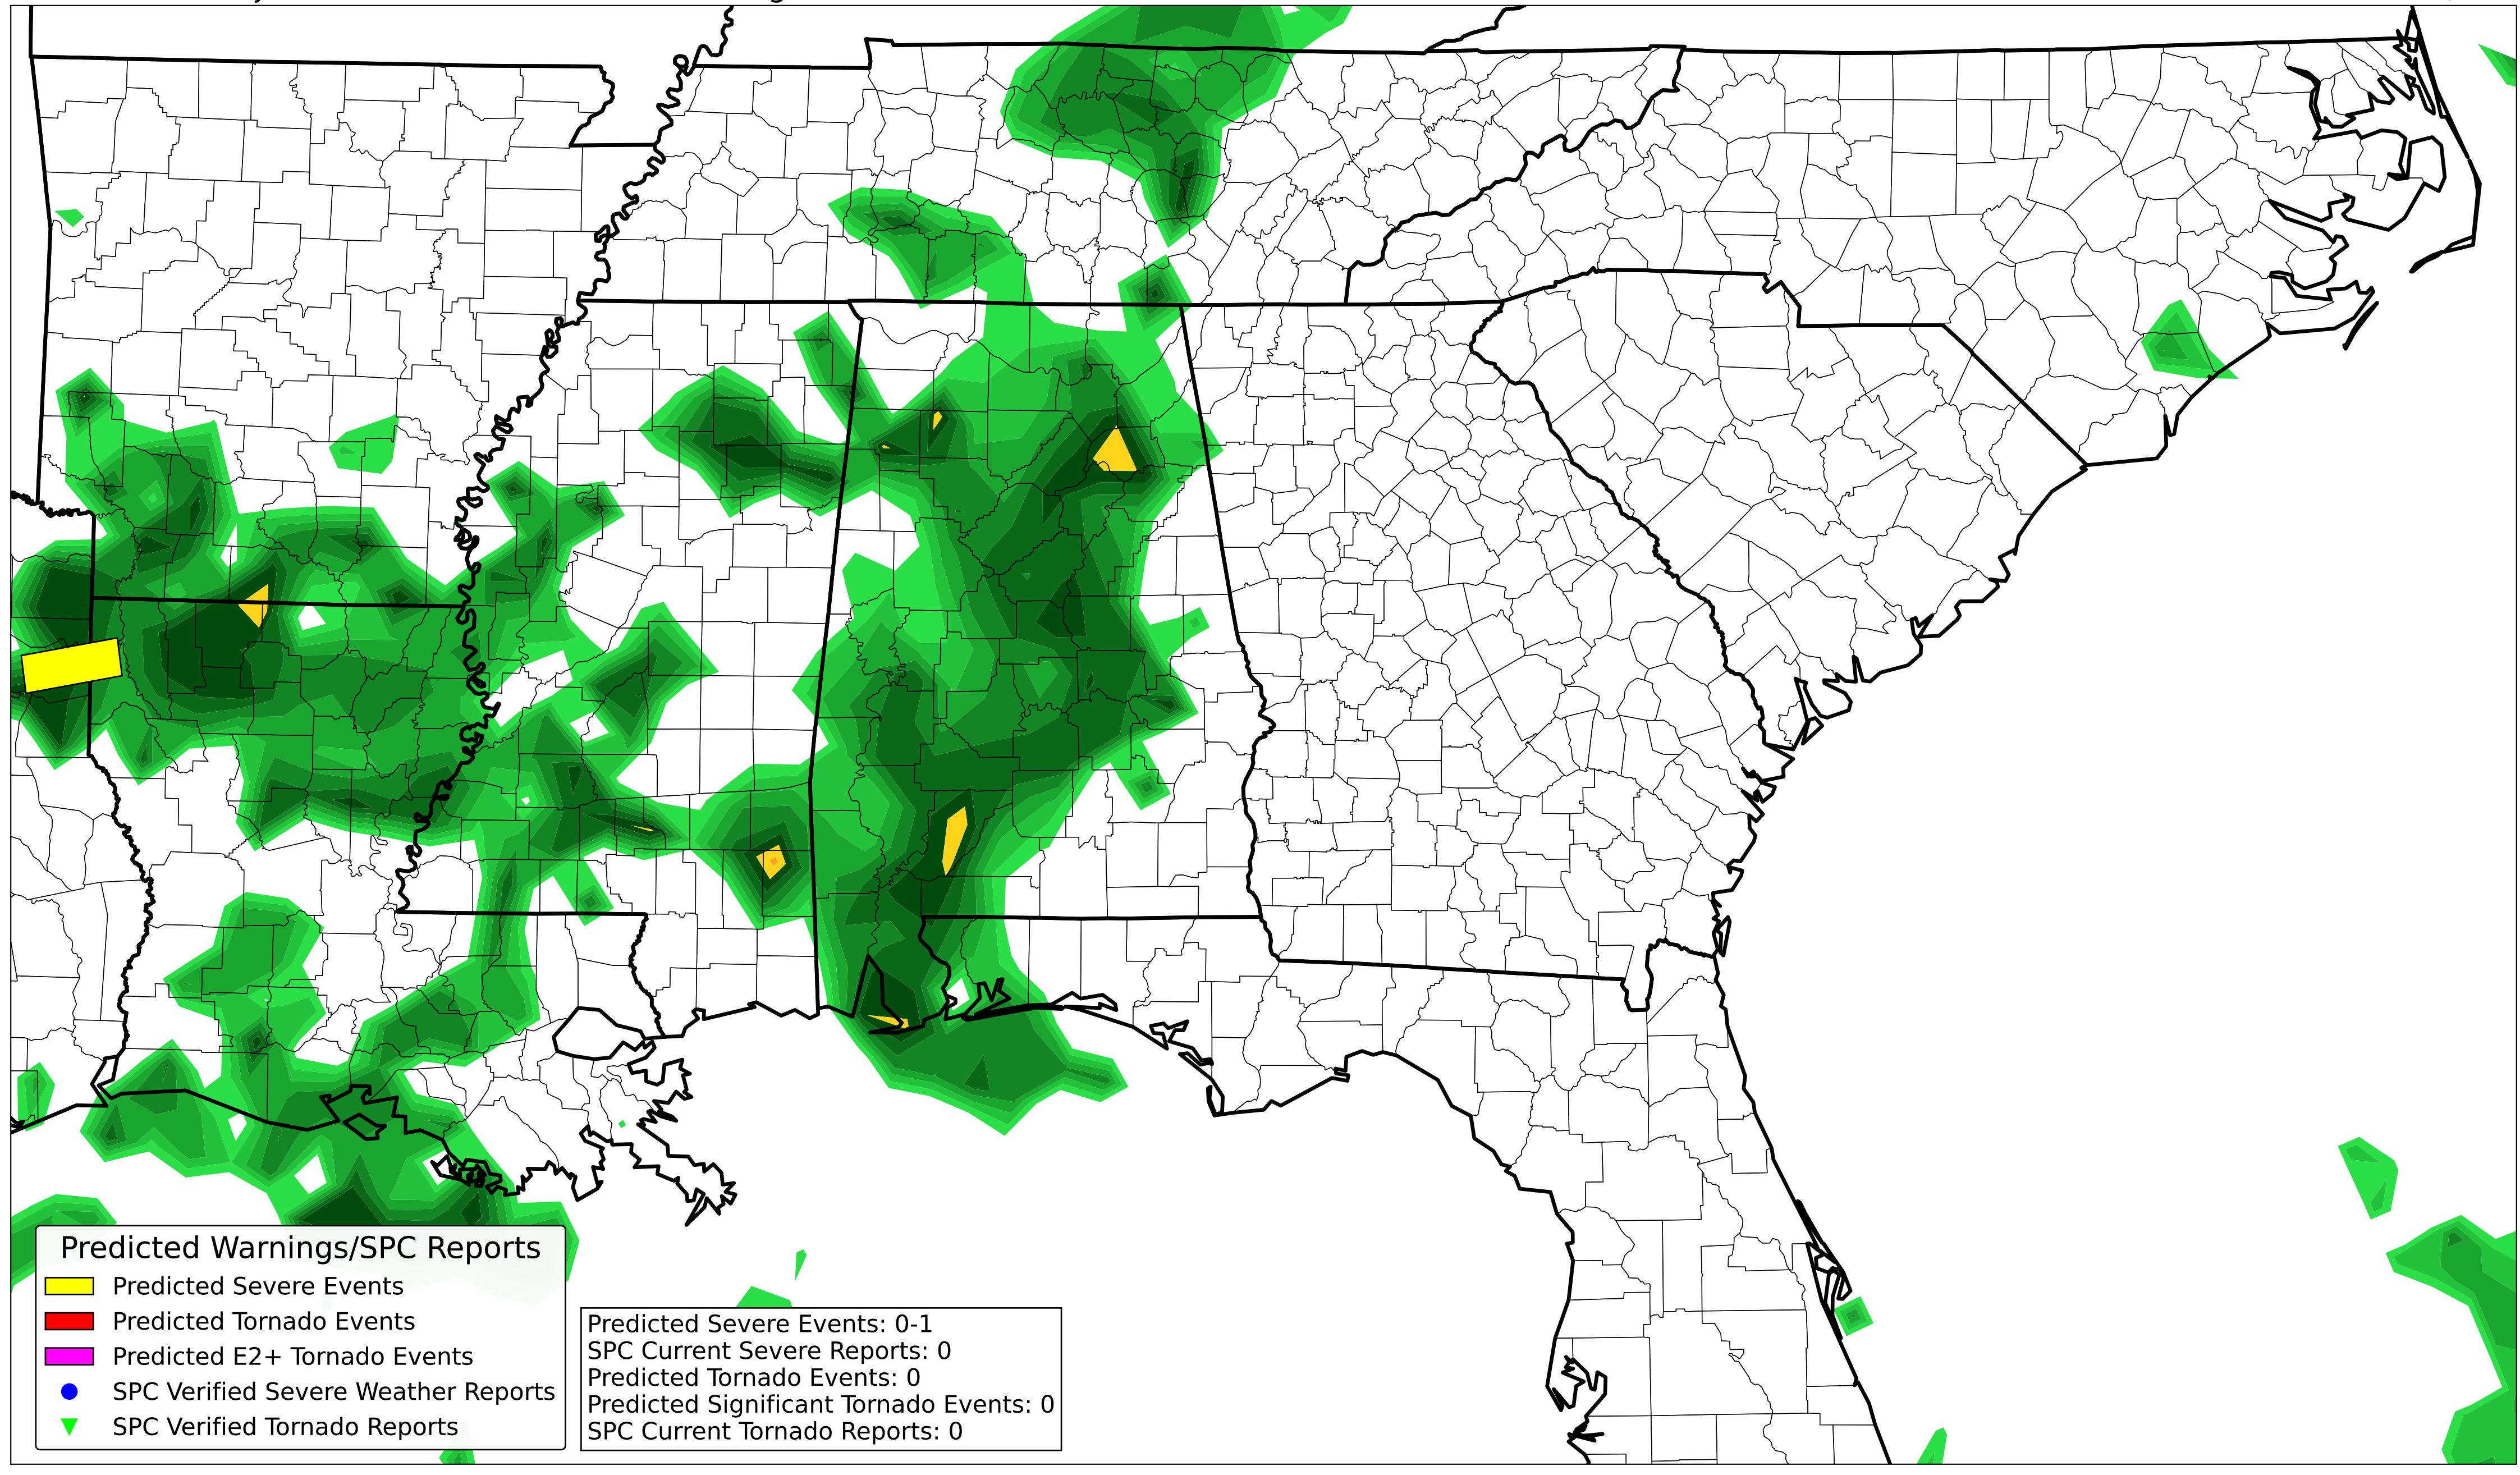 Predicted Warnings/SPC Reports
Predicted Severe Events
Predicted Tornado Events
Predicted E2+ Tornado Events
SPC Verified Severe Weather Reports
SPC Verified Tornado Reports
Predicted Severe Events: 0-1
SPC Current Severe Reports: 0
Predicted Tornado Events: 0
Predicted Significant Tornado Events: 0
SPC Current Tornado Reports: 0